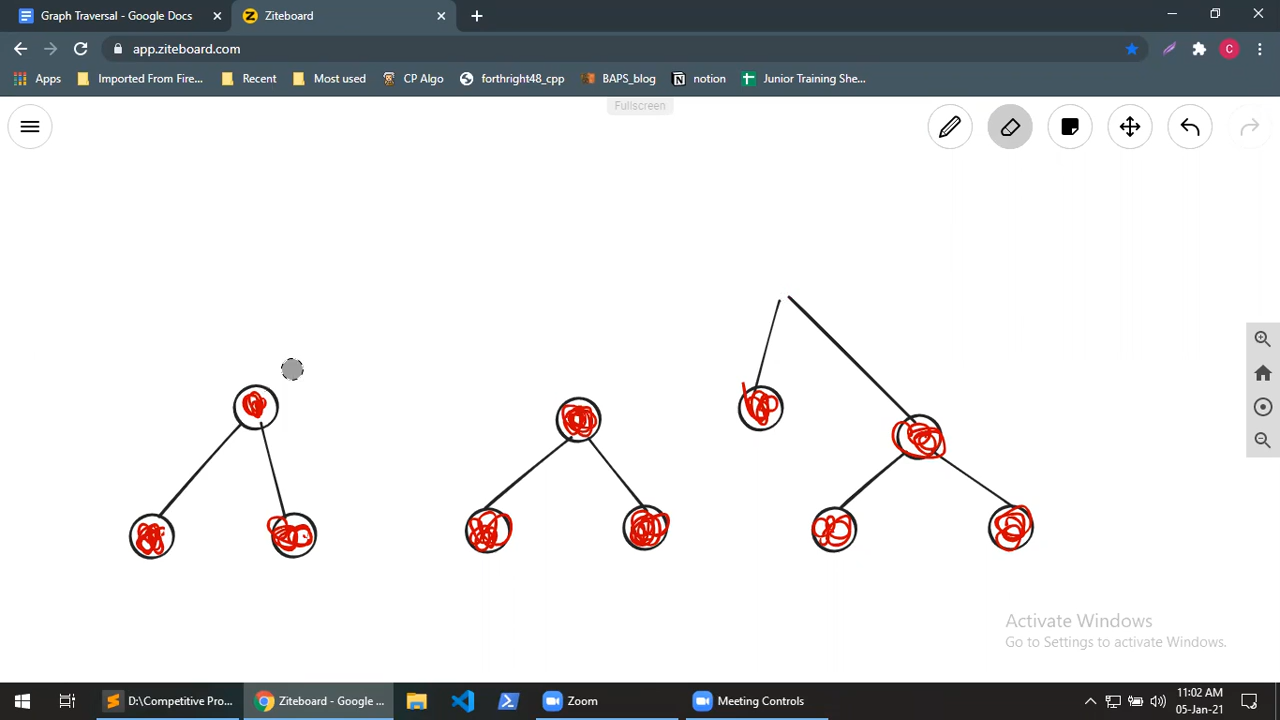 Graph Traversal - Google Docs
Ziteboard
app.ziteboard.com
C
Apps
Imported From Fire...
Recent
Most used
CP Algo
forthright48_cpp
BAPS_blog
notion
Junior Training She...
Fullscreen
Activate Windows
Go to Settings to activate Windows.
D:\Competitive Pro...
Ziteboard - Google ...
Zoom
Meeting Controls
11:02 AM
05-Jan-21